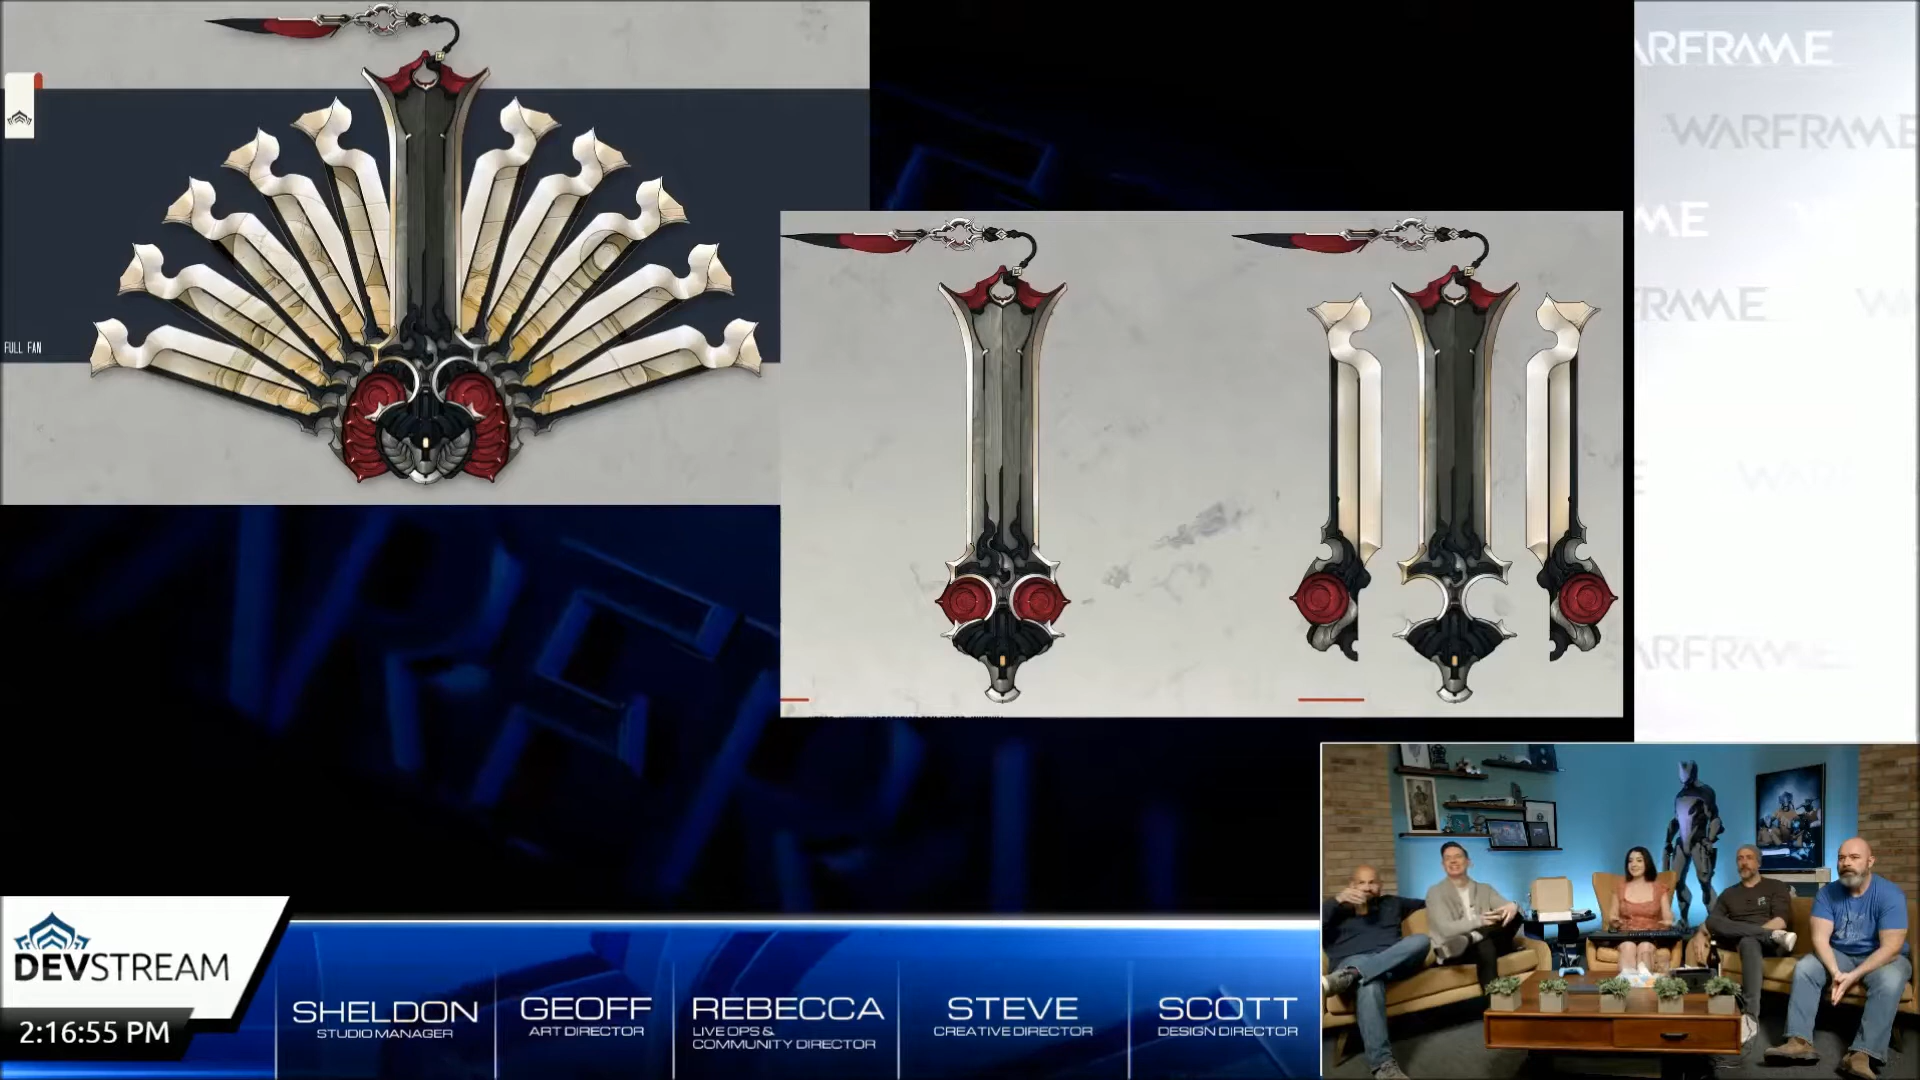 WARFRAME
WARFRAME
FULL FAN
DEVSTREAM
2:16:55 PM
SHELDON
STUDIO MANAGER
GEOFF
ART DIRECTOR
REBECCA
LIVE OPS &
COMMUNITY DIRECTOR
STEVE
CREATIVE DIRECTOR
SCOTT
DESIGN DIRECTOR